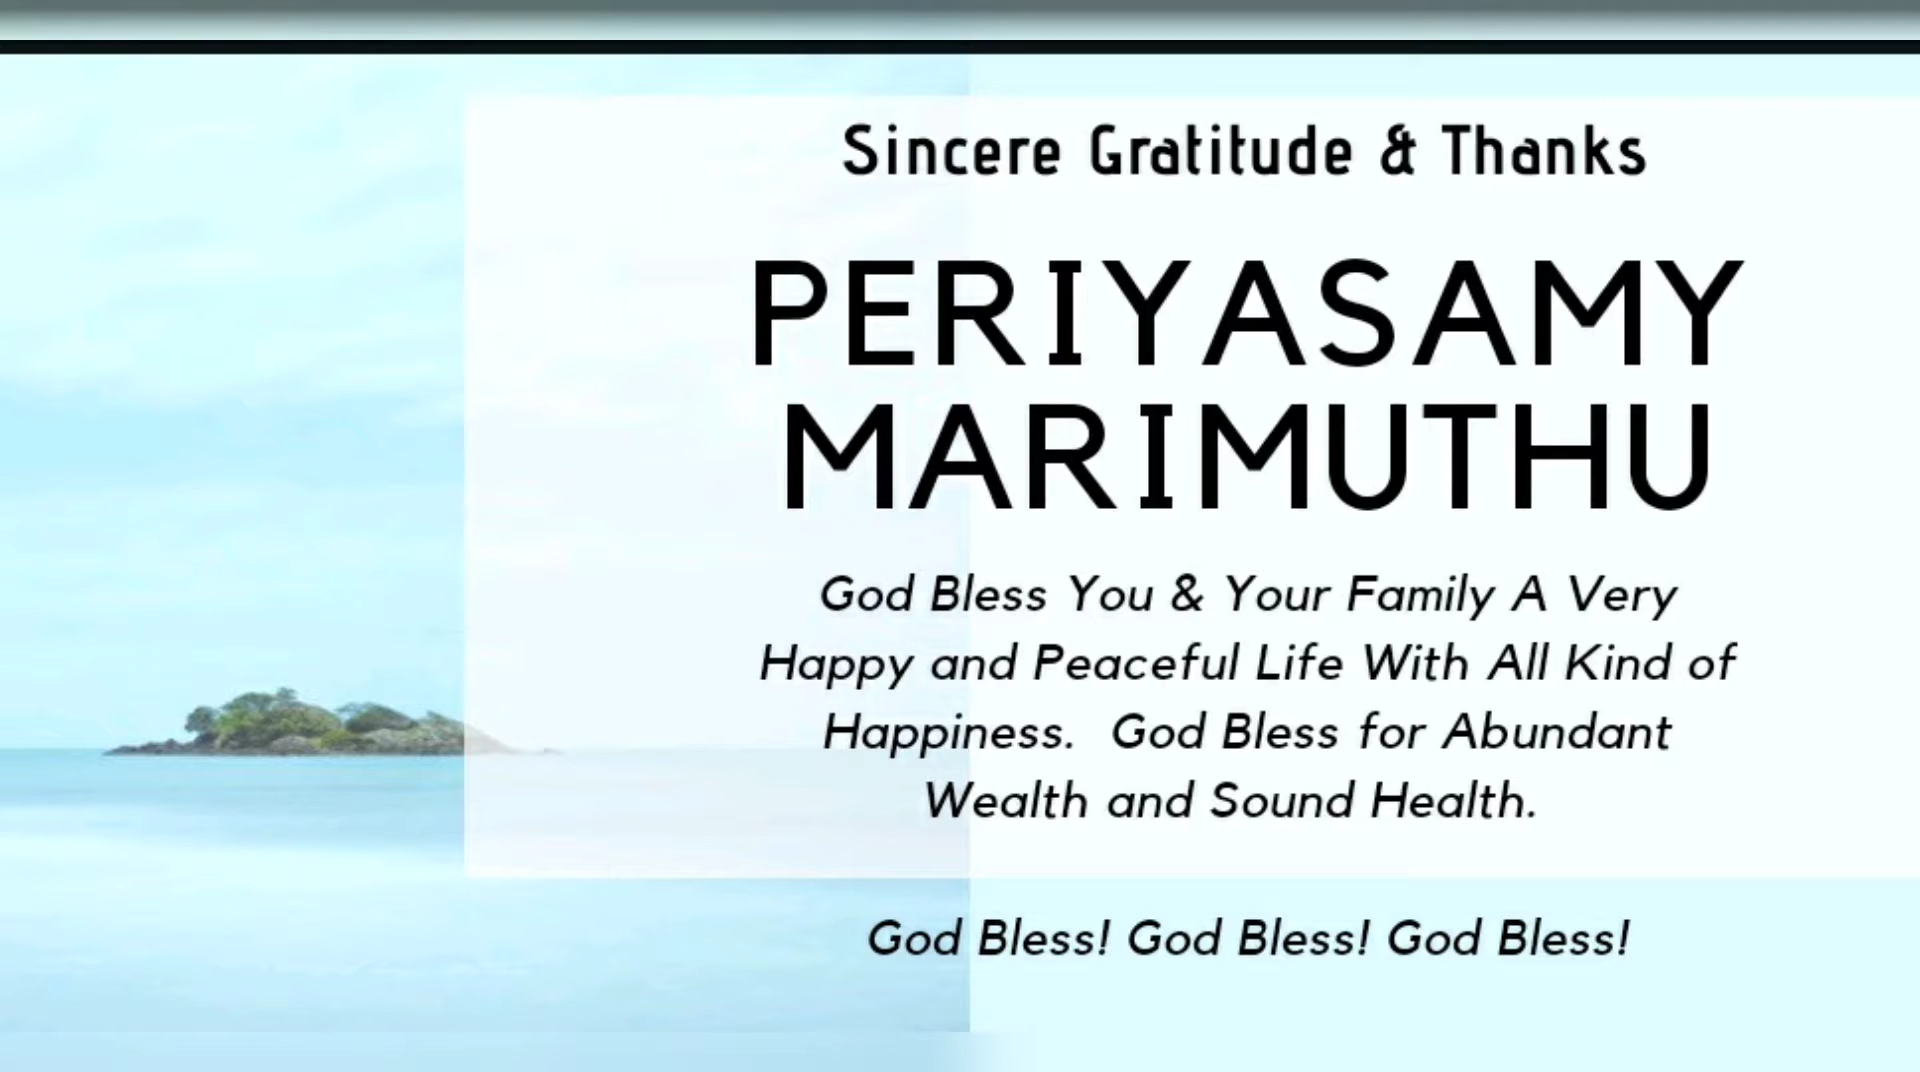 Sincere Gratitude & Thanks
PERIYASAMY
MARIMUTHU
God Bless You & Your Family A Very
Happy and Peaceful Life With All Kind of
Happiness.  God Bless for Abundant
Wealth and Sound Health.
God Bless! God Bless! God Bless!